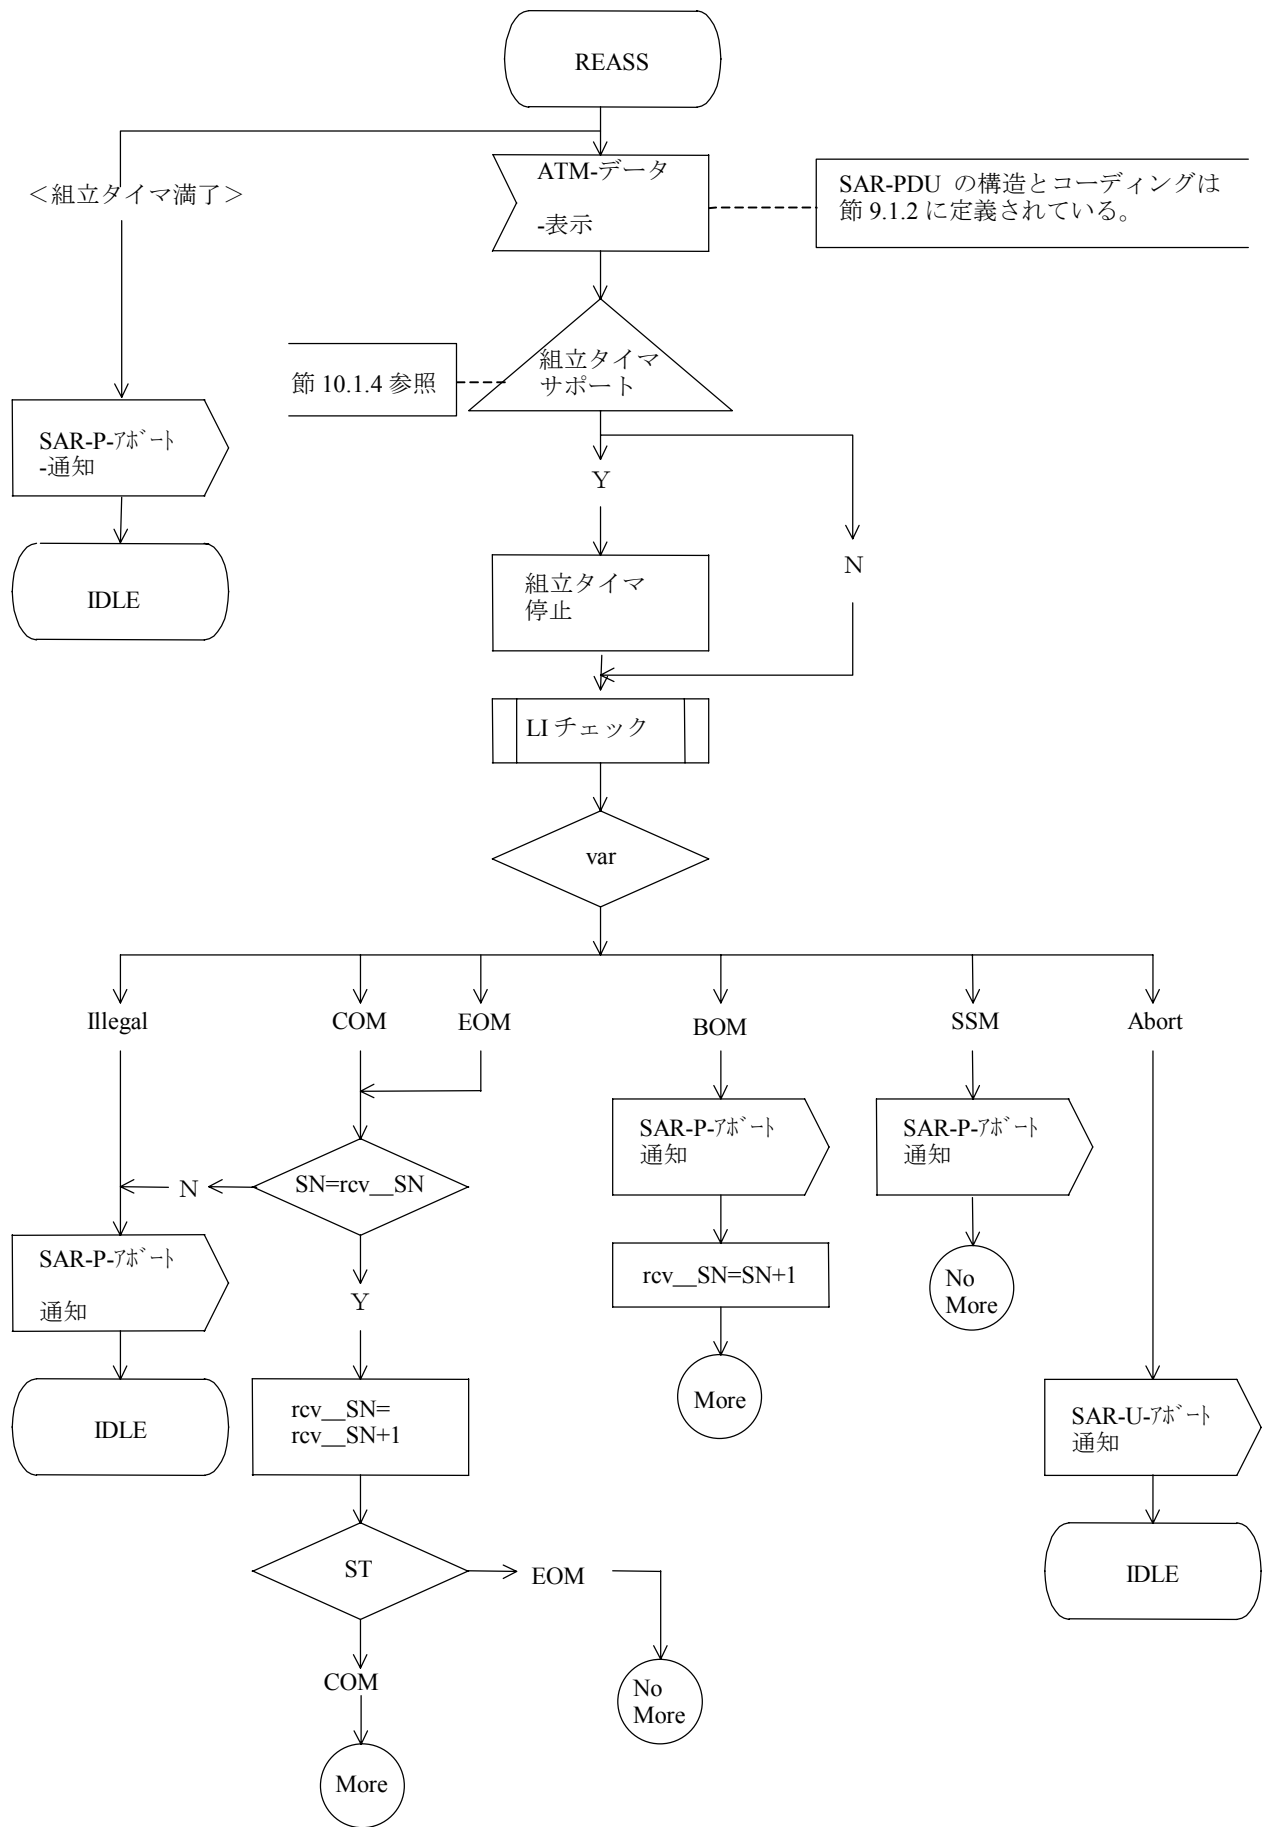 REASS
＜組立タイマ満了＞
ATM-データ
-表示
SAR-PDU の構造とコーディングは
節 9.1.2 に定義されている。
節 10.1.4 参照
組立タイマ
サポート
SAR-P-ｱﾎﾞｰﾄ
-通知
Y
N
IDLE
組立タイマ
停止
LI チェック
var
Illegal
COM
EOM
BOM
SSM
Abort
SAR-P-ｱﾎﾞｰﾄ
通知
SAR-P-ｱﾎﾞｰﾄ
通知
N
SN=rcv__SN
SAR-P-ｱﾎﾞｰﾄ
通知
rcv__SN=SN+1
No
More
Y
More
IDLE
rcv__SN=
rcv__SN+1
SAR-U-ｱﾎﾞｰﾄ
通知
ST
EOM
IDLE
COM
No
More
More